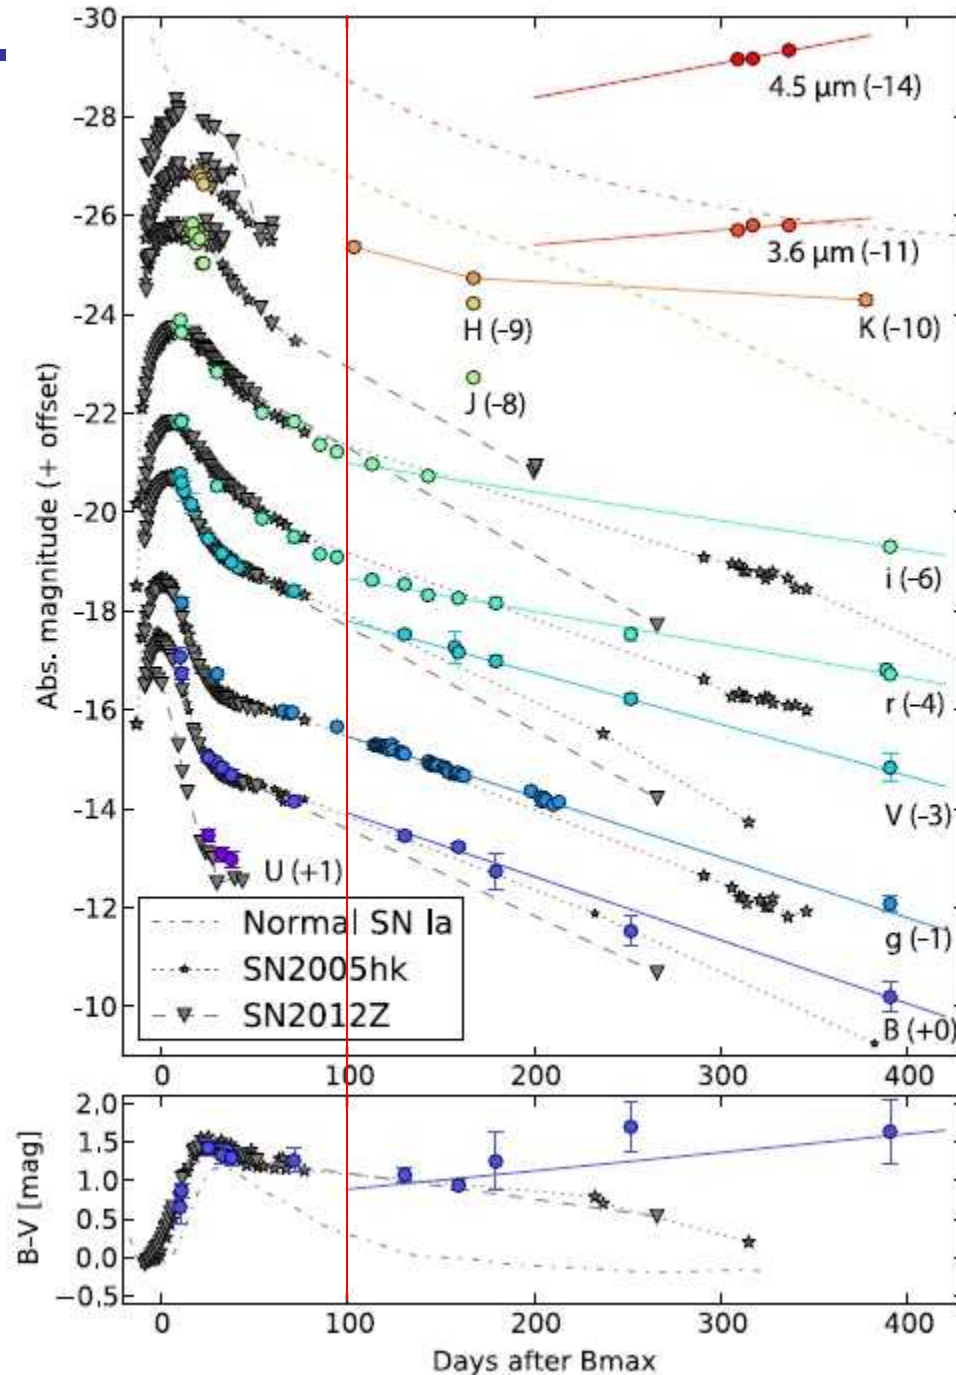 Abs. magnitude (+ offset)
-30
-28
-26
-24
-22
-20
-18
-16
-14
-12
-10
4.5 μm (−14)
3.6 μm (−11)
H (−9)
K (−10)
J (−8)
i (−6)
r (−4)
V (−3)
U (+1)
g (−1)
B (+0)
Normal SN Ia
SN2005hk
SN2012Z
0 100 200 300 400
B–V [mag]
2.0
1.5
1.0
0.5
0.0
−0.5
0 100 200 300 400
Days after Bmax